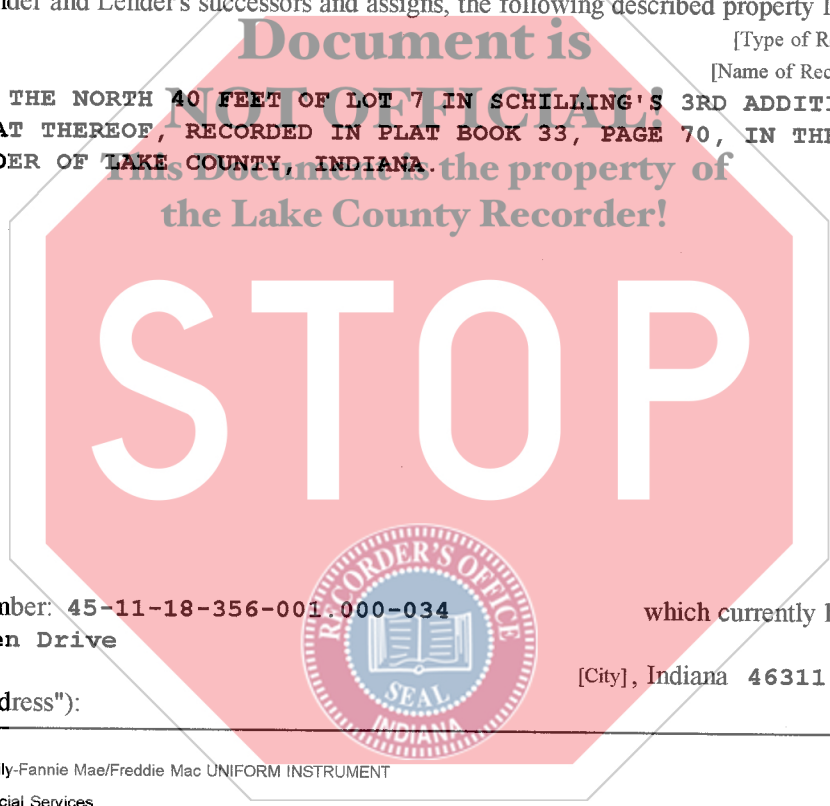 nder and Lender's successors and assigns, the following described property l
Document is
[Type of R
[Name of Rec
THE NORTH 40 FEET OF LOT 7 IN SCHILLING'S 3RD ADDITI
NOT OFFICIAL!
AT THEREOF, RECORDED IN PLAT BOOK 33, PAGE 70, IN THE
DER OF LAKE COUNTY, INDIANA.
This Document is the property of
the Lake County Recorder!
STOP
RECORDER'S OFFICE
mber: 45-11-18-356-001.000-034 which currently
en Drive
[City], Indiana 46311
SEAL
dress"):
INDIANA
ly-Fannie Mae/Freddie Mac UNIFORM INSTRUMENT
cial Services